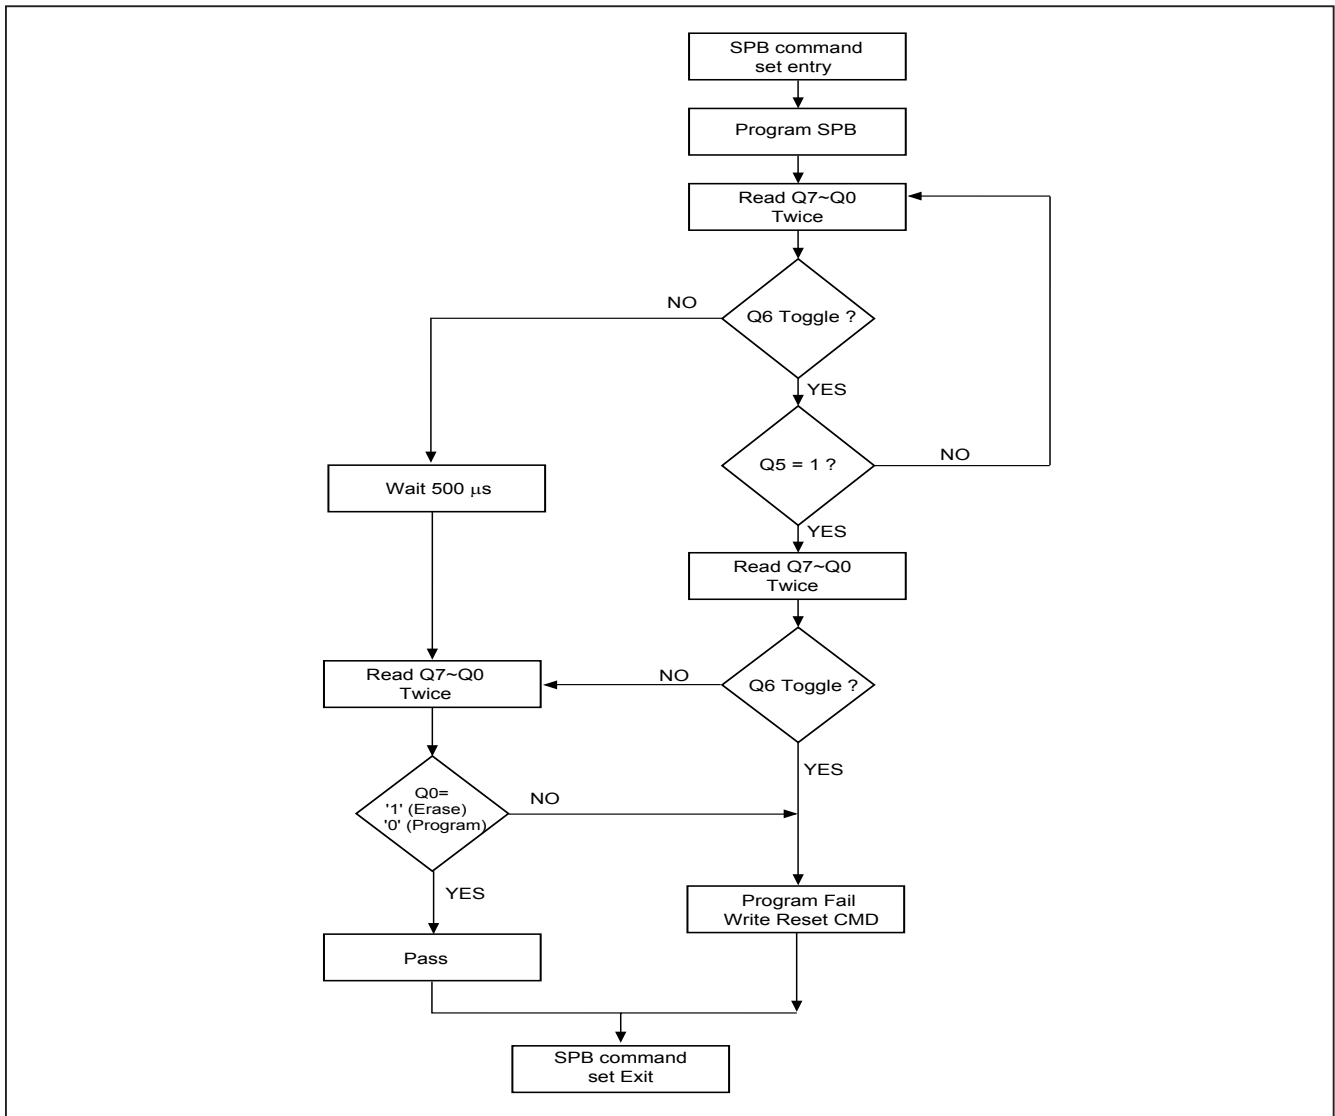 SPB command
set entry
Program SPB
Read Q7~Q0
Twice
NO
Q6 Toggle ?
YES
Q5 = 1 ?
NO
Wait 500 μs
YES
Read Q7~Q0
Twice
Read Q7~Q0
Twice
NO
Q6 Toggle ?
YES
Q0=
'1' (Erase)
'0' (Program)
NO
YES
Program Fail
Write Reset CMD
Pass
SPB command
set Exit